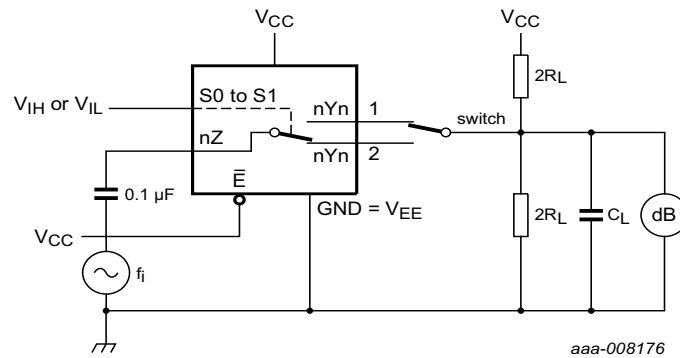 VCC
VCC
S0 to S1
VIH or VIL
nYn
1
2RL
switch
nZ
nYn
2
E̅
0.1 µF
GND = VEE
2RL
CL
dB
VCC
fi
aaa-008176